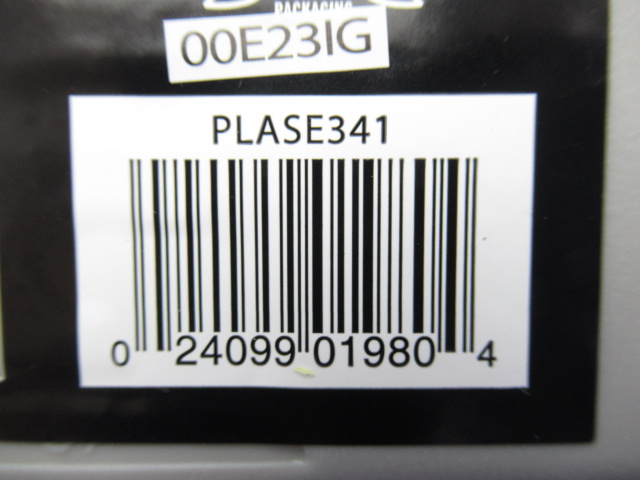 PACKAGING
00E23IG
PLASE341
0 24099 01980 4